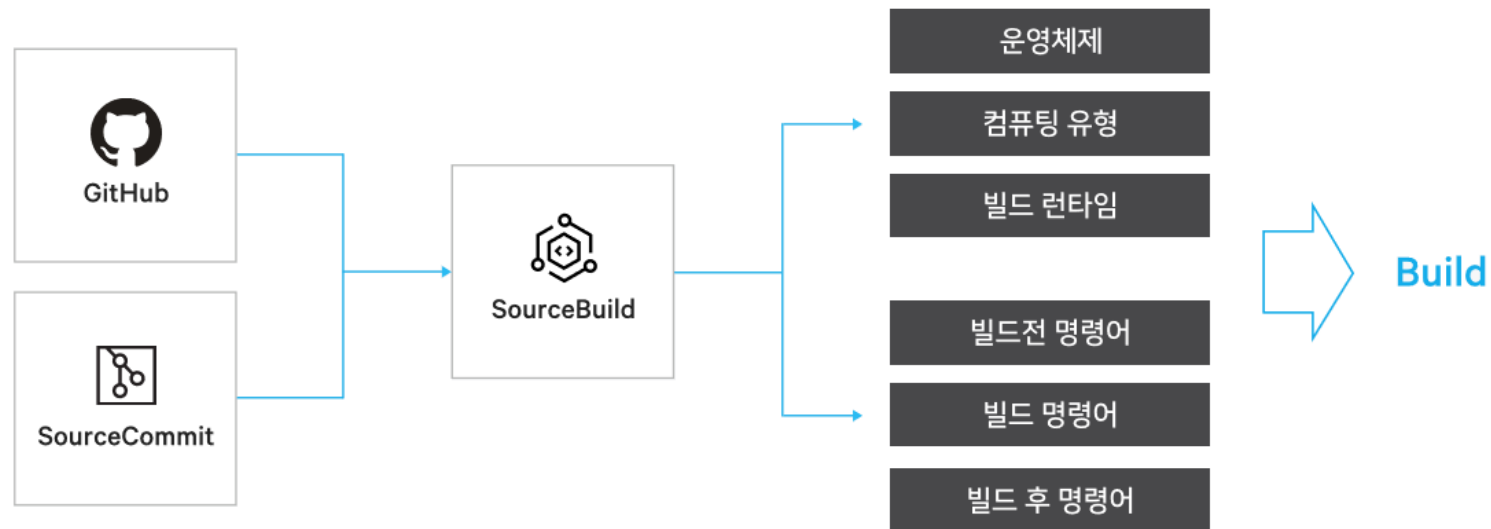 GitHub
SourceCommit
SourceBuild
운영체제
컴퓨팅 유형
빌드 런타임
빌드전 명령어
빌드 명령어
빌드 후 명령어
Build